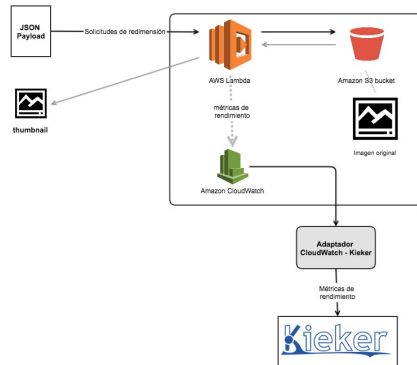 JSON
Payload
Solicitudes de redimensión
AWS Lambda
Amazon S3 bucket
thumbnail
métricas de
rendimiento
Imagen original
Amazon CloudWatch
Adaptador
CloudWatch - Kieker
Métricas de
rendimiento
kieker